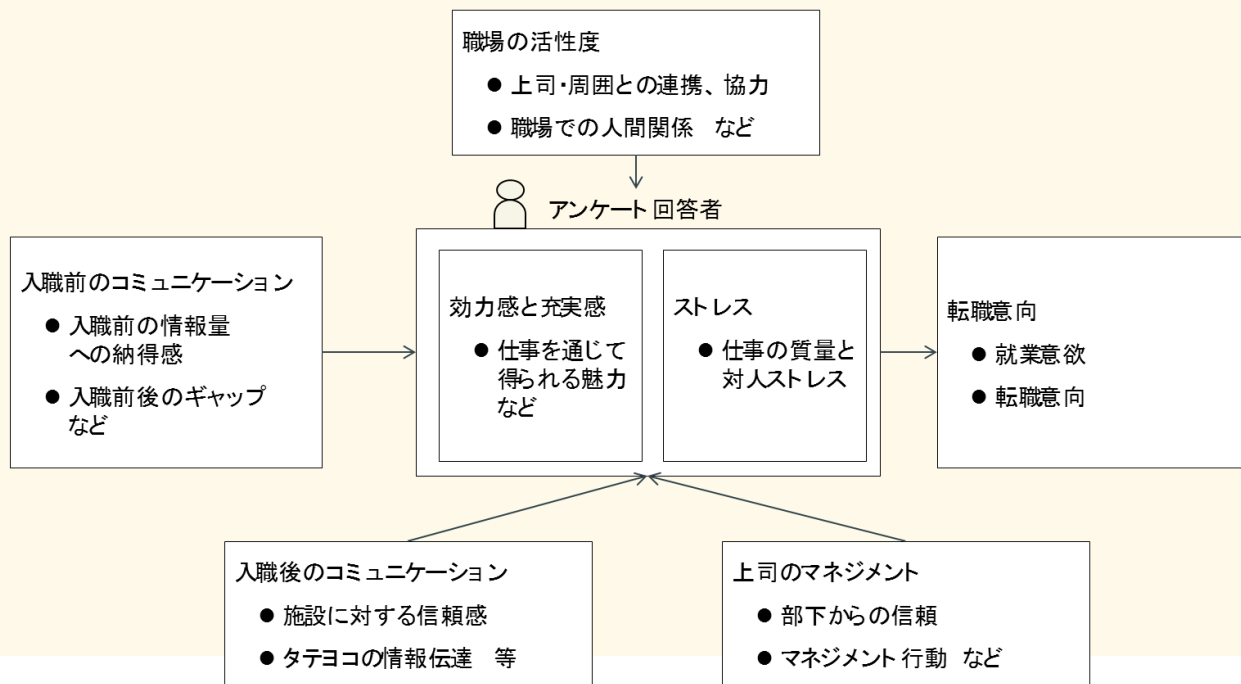 職場の活性度
● 上司・周囲との連携、協力
● 職場での人間関係　など
アンケート回答者
入職前のコミュニケーション
● 入職前の情報量
への納得感
● 入職前後のギャップ
など
効力感と充実感
● 仕事を通じて
得られる魅力
など
ストレス
● 仕事の質量と
対人ストレス
転職意向
● 就業意欲
● 転職意向
入職後のコミュニケーション
● 施設に対する信頼感
● タテヨコの情報伝達　等
上司のマネジメント
● 部下からの信頼
● マネジメント行動　など